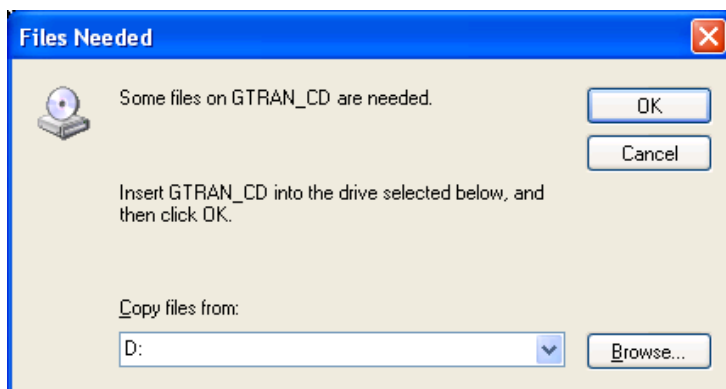 Files Needed
Some files on GTRAN_CD are needed.
OK
Cancel
Insert GTRAN_CD into the drive selected below, and
then click OK.
Copy files from:
D:
Browse...